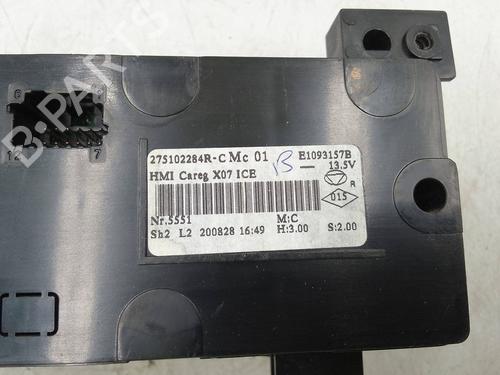 275102284R-C Mc 01 B E1093157B
HMI Careg X07 ICE — 13.5V
R
015
Nr.5551 M:C
Sh2 L2 200828 16:49 H:3.00 S:2.00
6
12 7
B-PARTS